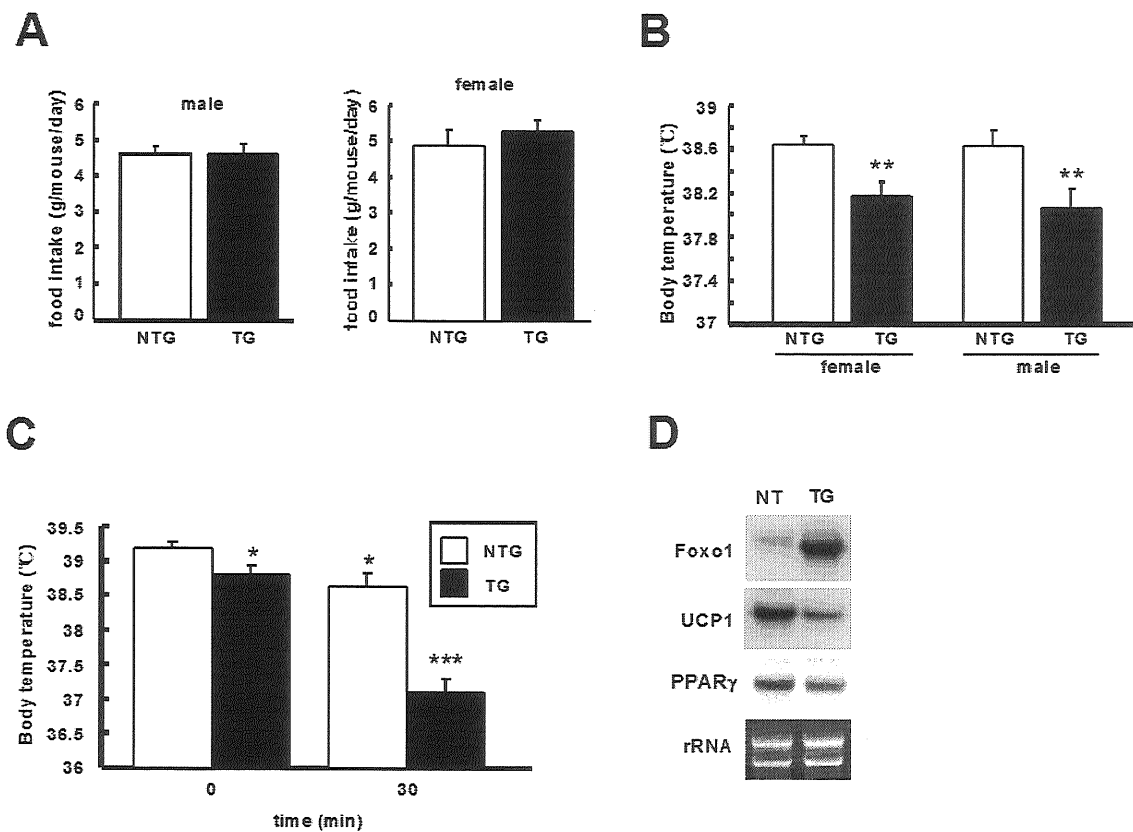 A
male
food intake (g/mouse/day)
6
5
4
3
2
1
0
NTG TG
female
food intake (g/mouse/day)
6
5
4
3
2
1
0
NTG TG
B
Body temperature (℃)
39
38.6
38.2
37.8
37.4
37
**
**
NTG TG NTG TG
female male
C
Body temperature (℃)
39.5
39
38.5
38
37.5
37
36.5
36
*
*
***
NTG
TG
0 30
time (min)
D
NT TG
Foxo1
UCP1
PPARγ
rRNA